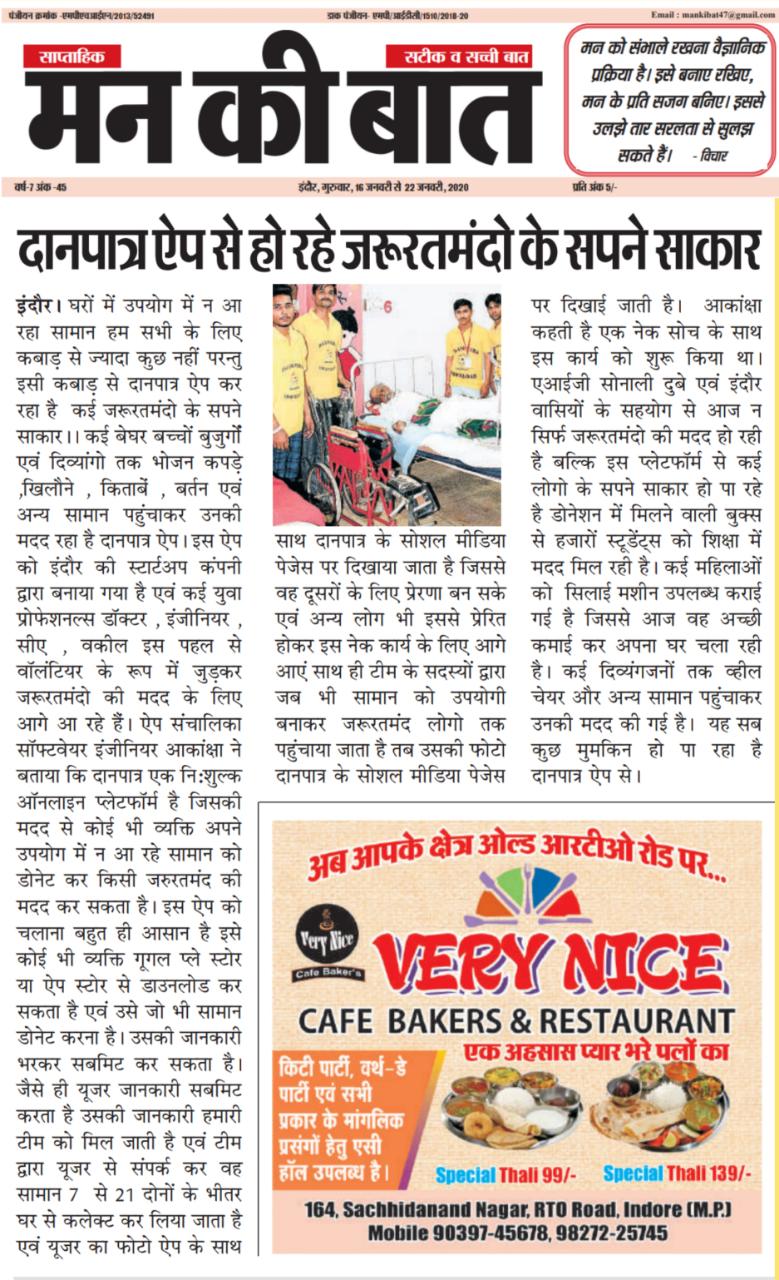 पंजीयन क्रमांक -एमपीएचआईएन/2013/52491
डाक पंजीयन- एमपी/आईडीसी/1510/2018-20
Email : mankibat47@gmail.com
साप्ताहिक
सटीक व सच्ची बात
मन की बात
मन को संभाले रखना वैज्ञानिक
प्रक्रिया है। इसे बनाए रखिए,
मन के प्रति सजग बनिए। इससे
उलझे तार सरलता से सुलझ
सकते हैं। - विचार
वर्ष-7 अंक -45
इंदौर, गुरुवार, 16 जनवरी से 22 जनवरी, 2020
प्रति अंक 5/-
दानपात्र ऐप से हो रहे जरूरतमंदो के सपने साकार
इंदौर। घरों में उपयोग में न आ
रहा सामान हम सभी के लिए
कबाड़ से ज्यादा कुछ नहीं परन्तु
इसी कबाड़ से दानपात्र ऐप कर
रहा है कई जरूरतमंदो के सपने
साकार।। कई बेघर बच्चों बुजुर्गों
एवं दिव्यांगो तक भोजन कपड़े
,खिलौने , किताबें , बर्तन एवं
अन्य सामान पहुंचाकर उनकी
मदद रहा है दानपात्र ऐप। इस ऐप
को इंदौर की स्टार्टअप कंपनी
द्वारा बनाया गया है एवं कई युवा
प्रोफेशनल्स डॉक्टर , इंजीनियर ,
सीए , वकील इस पहल से
वॉलंटियर के रूप में जुड़कर
जरूरतमंदो की मदद के लिए
आगे आ रहे हैं। ऐप संचालिका
सॉफ्टवेयर इंजीनियर आकांक्षा ने
बताया कि दानपात्र एक नि:शुल्क
ऑनलाइन प्लेटफॉर्म है जिसकी
मदद से कोई भी व्यक्ति अपने
उपयोग में न आ रहे सामान को
डोनेट कर किसी जरुरतमंद की
मदद कर सकता है। इस ऐप को
चलाना बहुत ही आसान है इसे
कोई भी व्यक्ति गूगल प्ले स्टोर
या ऐप स्टोर से डाउनलोड कर
सकता है एवं उसे जो भी सामान
डोनेट करना है। उसकी जानकारी
भरकर सबमिट कर सकता है।
जैसे ही यूजर जानकारी सबमिट
करता है उसकी जानकारी हमारी
टीम को मिल जाती है एवं टीम
द्वारा यूजर से संपर्क कर वह
सामान 7 से 21 दोनों के भीतर
घर से कलेक्ट कर लिया जाता है
एवं यूजर का फोटो ऐप के साथ
6
साथ दानपात्र के सोशल मीडिया
पेजेस पर दिखाया जाता है जिससे
वह दूसरों के लिए प्रेरणा बन सके
एवं अन्य लोग भी इससे प्रेरित
होकर इस नेक कार्य के लिए आगे
आएं साथ ही टीम के सदस्यों द्वारा
जब भी सामान को उपयोगी
बनाकर जरूरतमंद लोगो तक
पहुंचाया जाता है तब उसकी फोटो
दानपात्र के सोशल मीडिया पेजेस
पर दिखाई जाती है। आकांक्षा
कहती है एक नेक सोच के साथ
इस कार्य को शुरू किया था।
एआईजी सोनाली दुबे एवं इंदौर
वासियों के सहयोग से आज न
सिर्फ जरूरतमंदो की मदद हो रही
है बल्कि इस प्लेटफॉर्म से कई
लोगो के सपने साकार हो पा रहे
है डोनेशन में मिलने वाली बुक्स
से हजारों स्टूडेंट्स को शिक्षा में
मदद मिल रही है। कई महिलाओं
को सिलाई मशीन उपलब्ध कराई
गई है जिससे आज वह अच्छी
कमाई कर अपना घर चला रही
है। कई दिव्यंगजनों तक व्हील
चेयर और अन्य सामान पहुंचाकर
उनकी मदद की गई है। यह सब
कुछ मुमकिन हो पा रहा है
दानपात्र ऐप से।
अब आपके क्षेत्र ओल्ड आरटीओ रोड पर...
Very Nice
Cafe Baker's
VERY NICE
CAFE BAKERS & RESTAURANT
एक अहसास प्यार भरे पलों का
किटी पार्टी, वर्थ-डे
पार्टी एवं सभी
प्रकार के मांगलिक
प्रसंगों हेतु एसी
हॉल उपलब्ध है।
Special Thali 99/-
Special Thali 139/-
164, Sachhidanand Nagar, RTO Road, Indore (M.P.)
Mobile 90397-45678, 98272-25745